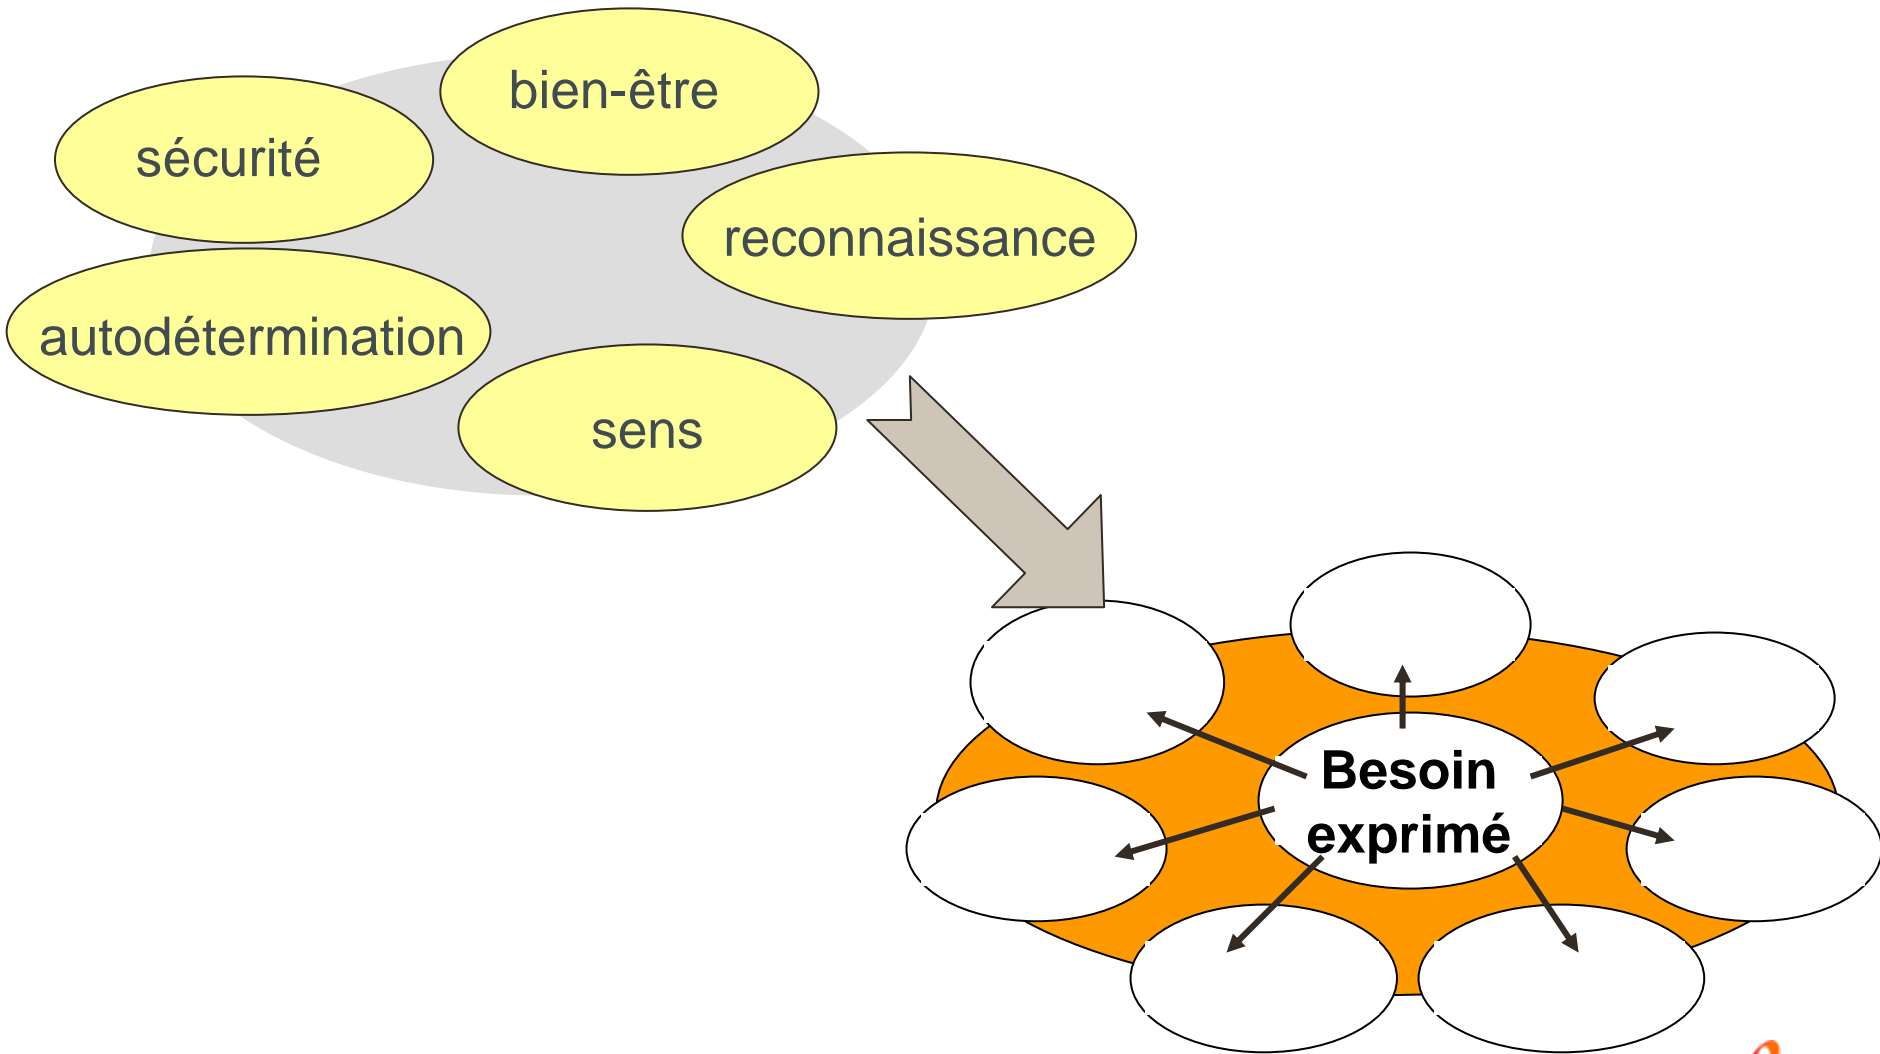 bien-être
sécurité
reconnaissance
autodétermination
sens
Besoin
exprimé